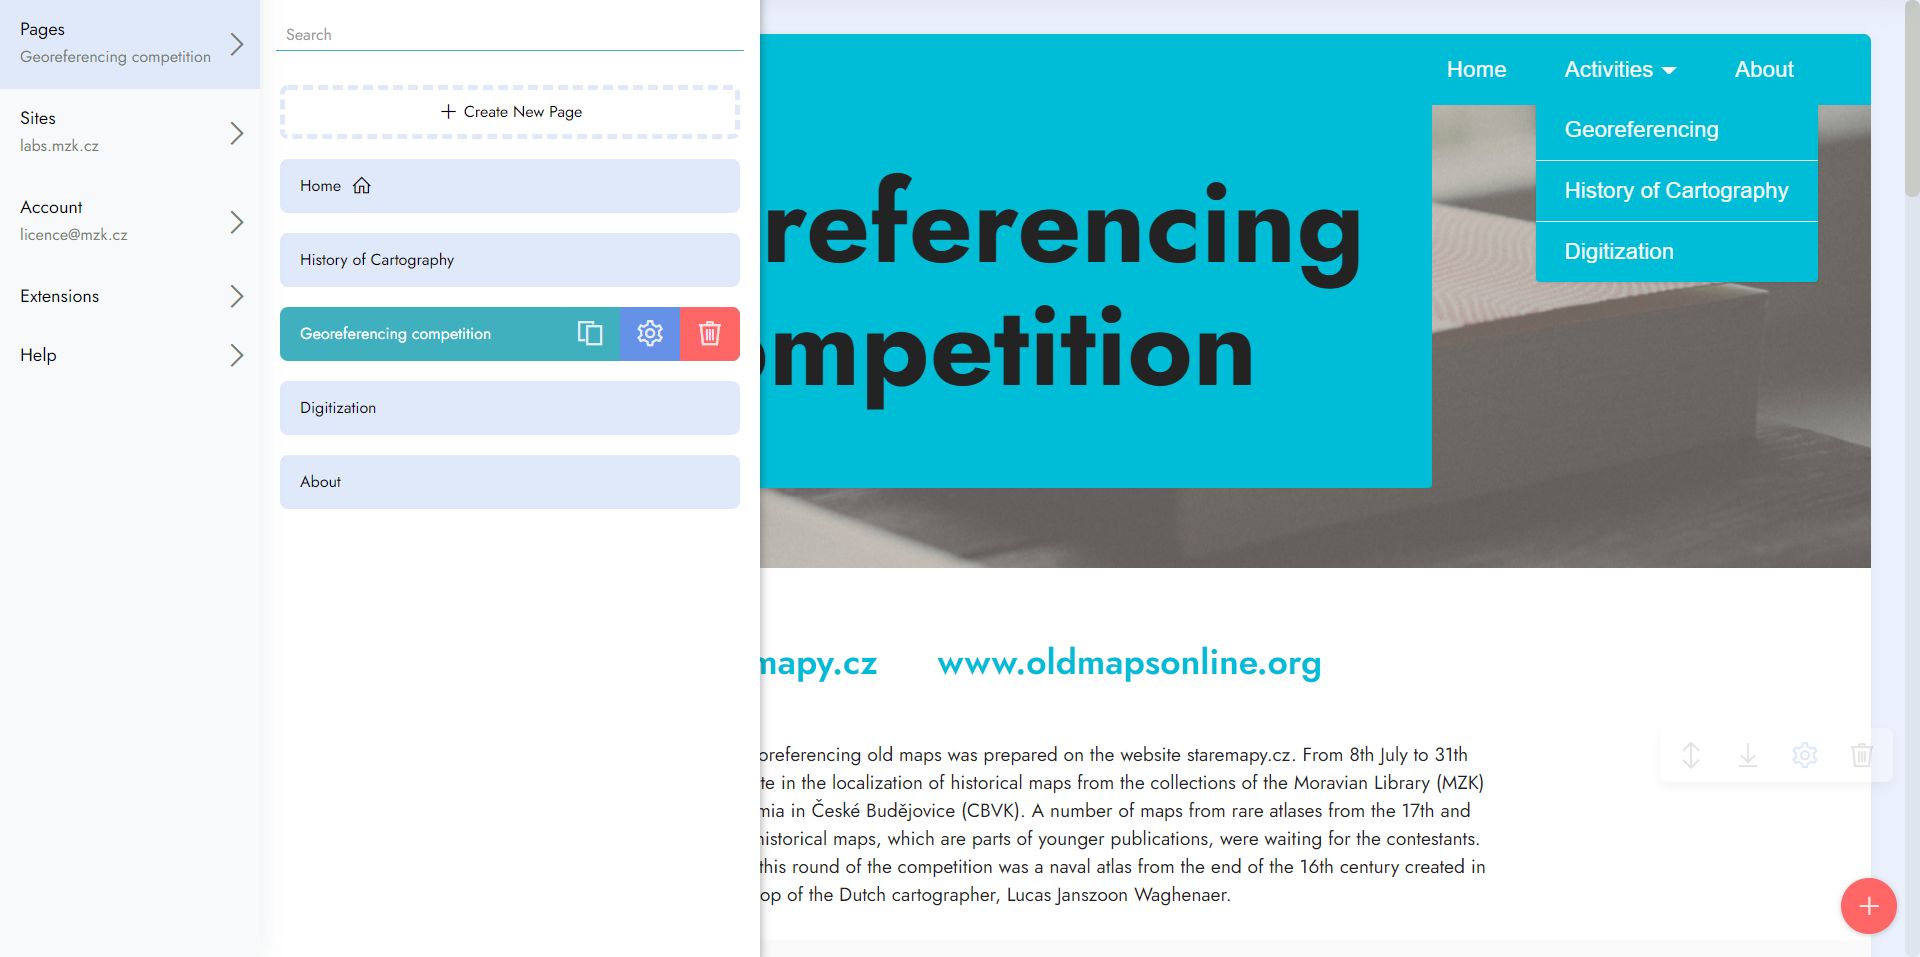 Pages
Georeferencing competition
Sites
labs.mzk.cz
Account
licence@mzk.cz
Extensions
Help
Search
Create New Page
Home
History of Cartography
Georeferencing competition
Digitization
About
Home Activities About
Georeferencing
History of Cartography
Digitization
referencing
ompetition
mapy.cz www.oldmapsonline.org
oreferencing old maps was prepared on the website staremapy.cz. From 8th July to 31th
te in the localization of historical maps from the collections of the Moravian Library (MZK)
mia in České Budějovice (CBVK). A number of maps from rare atlases from the 17th and
historical maps, which are parts of younger publications, were waiting for the contestants.
this round of the competition was a naval atlas from the end of the 16th century created in
op of the Dutch cartographer, Lucas Janszoon Waghenaer.